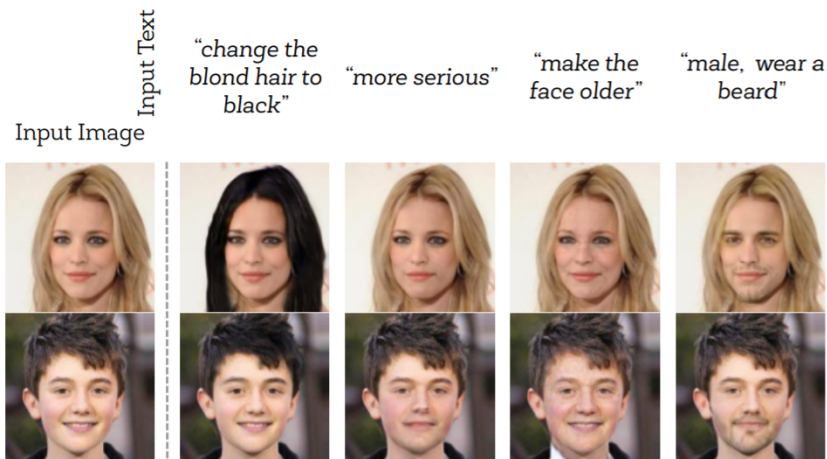 Input Text
Input Image
“change the
blond hair to
black”
“more serious”
“make the
face older”
“male, wear a
beard”